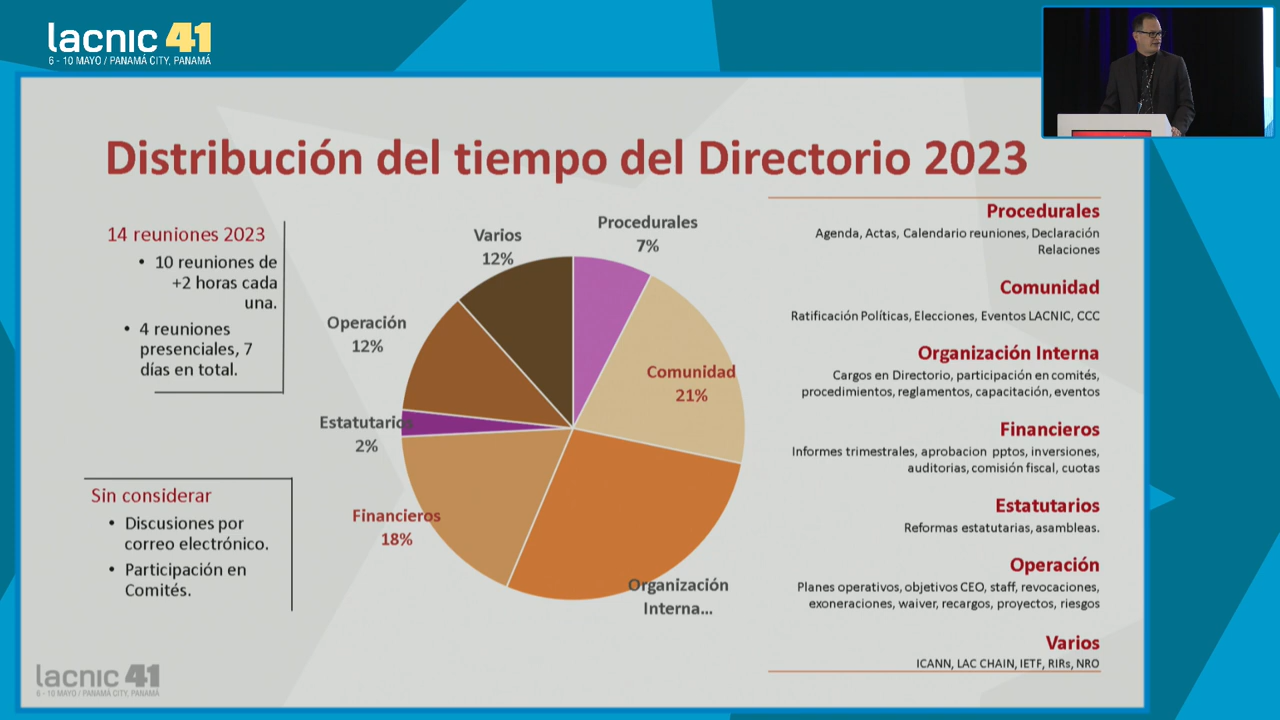 lacnic 41
6 - 10 MAYO / PANAMÁ CITY, PANAMÁ
Distribución del tiempo del Directorio 2023
14 reuniones 2023
• 10 reuniones de
+2 horas cada
una.
• 4 reuniones
presenciales, 7
días en total.
Sin considerar
• Discusiones por
correo electrónico.
• Participación en
Comités.
Procedurales
7%
Comunidad
21%
Organización
Interna...
Financieros
18%
Estatutarios
2%
Operación
12%
Varios
12%
Procedurales
Agenda, Actas, Calendario reuniones, Declaración
Relaciones
Comunidad
Ratificación Políticas, Elecciones, Eventos LACNIC, CCC
Organización Interna
Cargos en Directorio, participación en comités,
procedimientos, reglamentos, capacitación, eventos
Financieros
Informes trimestrales, aprobacion pptos, inversiones,
auditorias, comisión fiscal, cuotas
Estatutarios
Reformas estatutarias, asambleas.
Operación
Planes operativos, objetivos CEO, staff, revocaciones,
exoneraciones, waiver, recargos, proyectos, riesgos
Varios
ICANN, LAC CHAIN, IETF, RIRs, NRO
lacnic 41
6 - 10 MAYO / PANAMÁ CITY, PANAMÁ